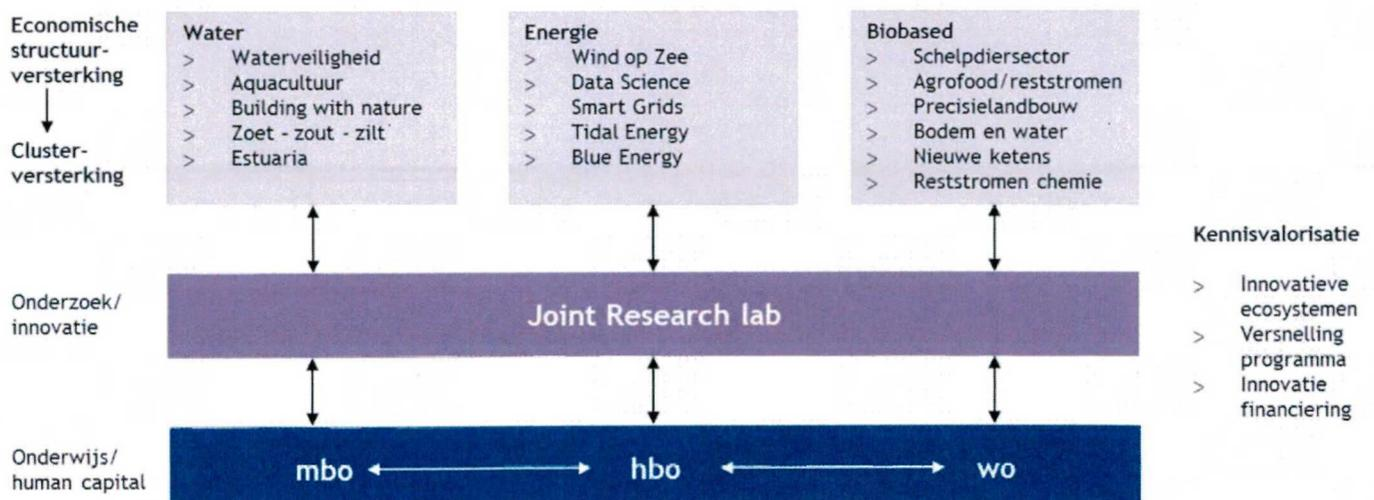 Economische
structuur-
versterking
Cluster-
versterking
Water
> Waterveiligheid
> Aquacultuur
> Building with nature
> Zoet - zout - zilt
> Estuaria
Energie
> Wind op Zee
> Data Science
> Smart Grids
> Tidal Energy
> Blue Energy
Biobased
> Schelpdiersector
> Agrofood/reststromen
> Precisielandbouw
> Bodem en water
> Nieuwe ketens
> Reststromen chemie
Onderzoek/
innovatie
Joint Research lab
Kennisvalorisatie
> Innovatieve
ecosystemen
> Versnelling
programma
> Innovatie
financiering
Onderwijs/
human capital
mbo hbo wo